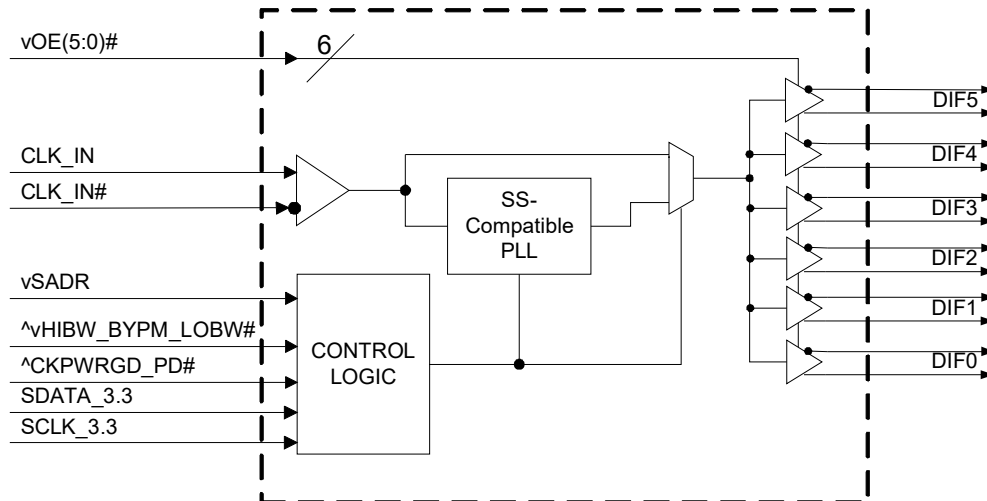 vOE(5:0)#
6
DIF5
CLK_IN
DIF4
CLK_IN#
SS-
Compatible
PLL
DIF3
DIF2
vSADR
DIF1
^vHIBW_BYPM_LOBW#
CONTROL
LOGIC
^CKPWRGD_PD#
DIF0
SDATA_3.3
SCLK_3.3